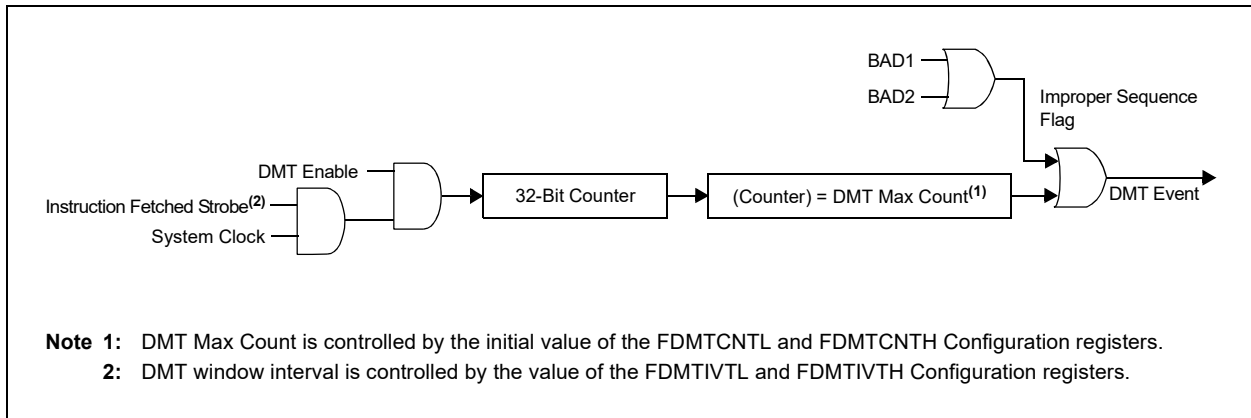 BAD1
BAD2
Improper Sequence
Flag
DMT Enable
Instruction Fetched Strobe(2)
System Clock
32-Bit Counter
(Counter) = DMT Max Count(1)
DMT Event
Note 1: DMT Max Count is controlled by the initial value of the FDMTCNTL and FDMTCNTH Configuration registers.
2: DMT window interval is controlled by the value of the FDMTIVTL and FDMTIVTH Configuration registers.